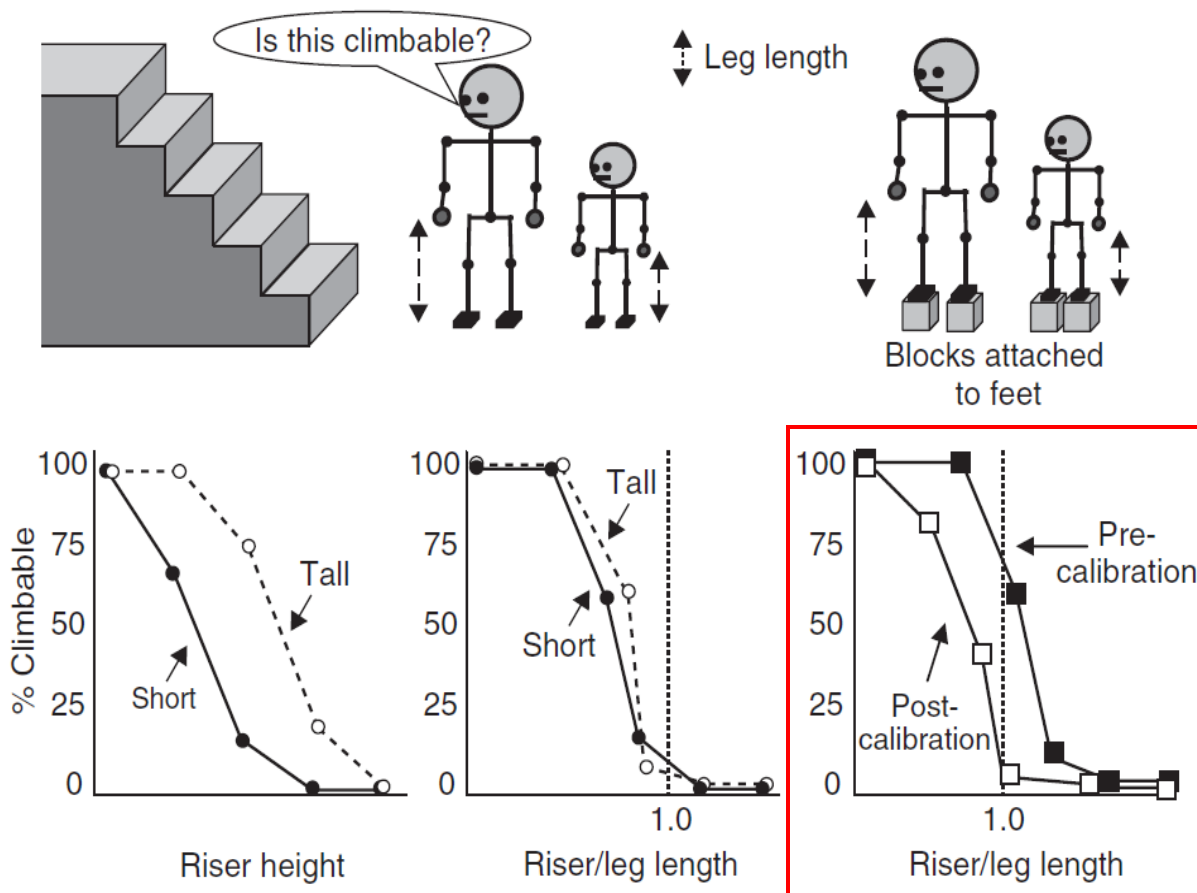 Is this climbable?
Leg length
Blocks attached
to feet
% Climbable
100
75
50
25
0
Tall
Short
Riser height
100
75
50
25
0
Tall
Short
1.0
Riser/leg length
100
75
50
25
0
Pre-
calibration
Post-
calibration
1.0
Riser/leg length